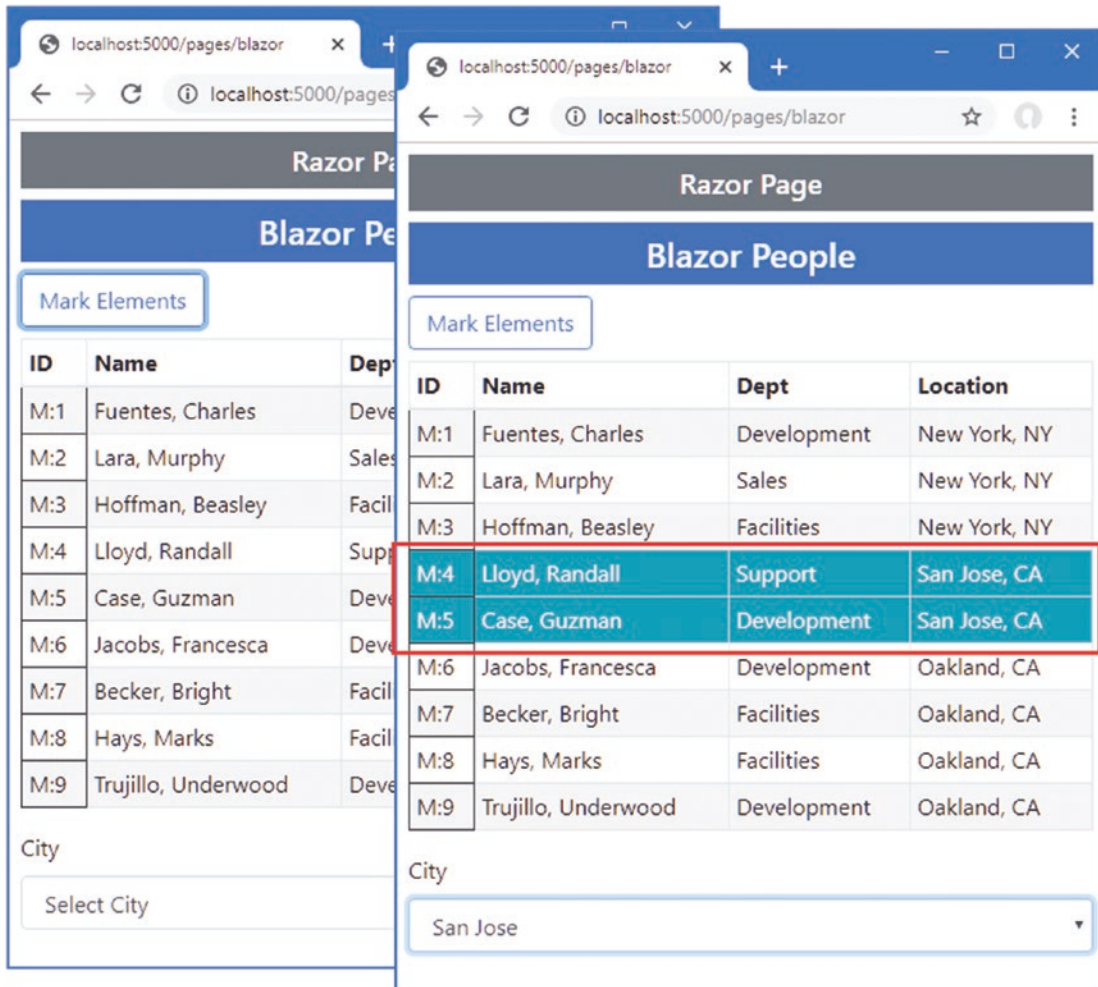 localhost:5000/pages/blazor
localhost:5000/pages
Razor Pa
Blazor Pe
Mark Elements
ID Name Dep
M:1 Fuentes, Charles Deve
M:2 Lara, Murphy Sales
M:3 Hoffman, Beasley Facil
M:4 Lloyd, Randall Supp
M:5 Case, Guzman Deve
M:6 Jacobs, Francesca Deve
M:7 Becker, Bright Facil
M:8 Hays, Marks Facil
M:9 Trujillo, Underwood Deve
City
Select City
localhost:5000/pages/blazor
localhost:5000/pages/blazor
Razor Page
Blazor People
Mark Elements
ID Name Dept Location
M:1 Fuentes, Charles Development New York, NY
M:2 Lara, Murphy Sales New York, NY
M:3 Hoffman, Beasley Facilities New York, NY
M:4 Lloyd, Randall Support San Jose, CA
M:5 Case, Guzman Development San Jose, CA
M:6 Jacobs, Francesca Development Oakland, CA
M:7 Becker, Bright Facilities Oakland, CA
M:8 Hays, Marks Facilities Oakland, CA
M:9 Trujillo, Underwood Development Oakland, CA
City
San Jose